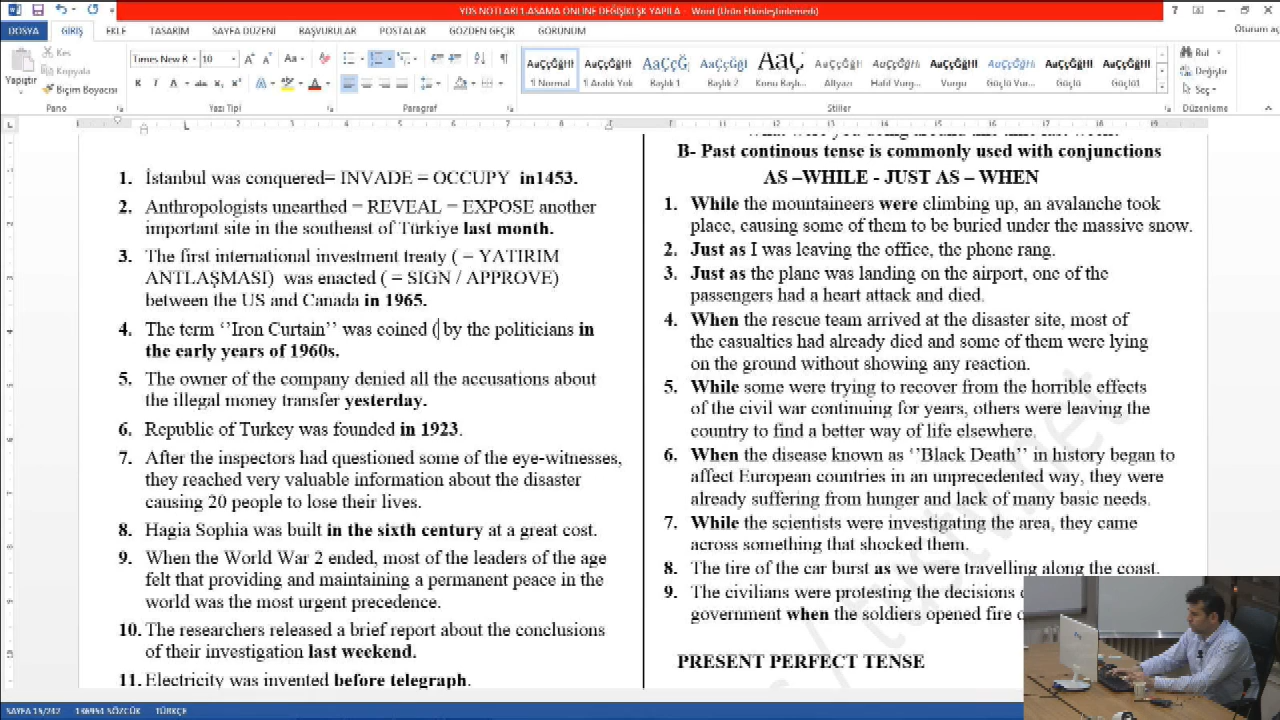 YDS NOTLARI 1.ASAMA ONLINE DEĞİŞİKLŞK YAPILA - Word (Ürün Etkinleştirilemedi)
DOSYA GİRİŞ EKLE TASARIM SAYFA DÜZENİ BAŞVURULAR POSTALAR GÖZDEN GEÇİR GÖRÜNÜM Oturum aç
Yapıştır
Kes
Kopyala
Biçim Boyacısı
Pano
Times New R 10
Yazı Tipi
Paragraf
1 Normal
1 Aralık Yok
Başlık 1
Başlık 2
Konu Başl...
Altyazı
Hafif Vurg...
Vurgu
Güçlü Vur...
Güçlü
Güçlü1
Stiller
Bul
Değiştir
Seç
Düzenleme
1. İstanbul was conquered= INVADE = OCCUPY in1453.
2. Anthropologists unearthed = REVEAL = EXPOSE another
important site in the southeast of Türkiye last month.
3. The first international investment treaty ( = YATIRIM
ANTLAŞMASI) was enacted ( = SIGN / APPROVE)
between the US and Canada in 1965.
4. The term ‘’Iron Curtain’’ was coined ( by the politicians in
the early years of 1960s.
5. The owner of the company denied all the accusations about
the illegal money transfer yesterday.
6. Republic of Turkey was founded in 1923.
7. After the inspectors had questioned some of the eye-witnesses,
they reached very valuable information about the disaster
causing 20 people to lose their lives.
8. Hagia Sophia was built in the sixth century at a great cost.
9. When the World War 2 ended, most of the leaders of the age
felt that providing and maintaining a permanent peace in the
world was the most urgent precedence.
10. The researchers released a brief report about the conclusions
of their investigation last weekend.
11. Electricity was invented before telegraph.
What were you doing around this time last week?
B- Past continous tense is commonly used with conjunctions
AS –WHILE - JUST AS – WHEN
1. While the mountaineers were climbing up, an avalanche took
place, causing some of them to be buried under the massive snow.
2. Just as I was leaving the office, the phone rang.
3. Just as the plane was landing on the airport, one of the
passengers had a heart attack and died.
4. When the rescue team arrived at the disaster site, most of
the casualties had already died and some of them were lying
on the ground without showing any reaction.
5. While some were trying to recover from the horrible effects
of the civil war continuing for years, others were leaving the
country to find a better way of life elsewhere.
6. When the disease known as ‘’Black Death’’ in history began to
affect European countries in an unprecedented way, they were
already suffering from hunger and lack of many basic needs.
7. While the scientists were investigating the area, they came
across something that shocked them.
8. The tire of the car burst as we were travelling along the coast.
9. The civilians were protesting the decisions
government when the soldiers opened fire
PRESENT PERFECT TENSE
SAYFA 15/242 136954 SÖZCÜK TÜRKÇE